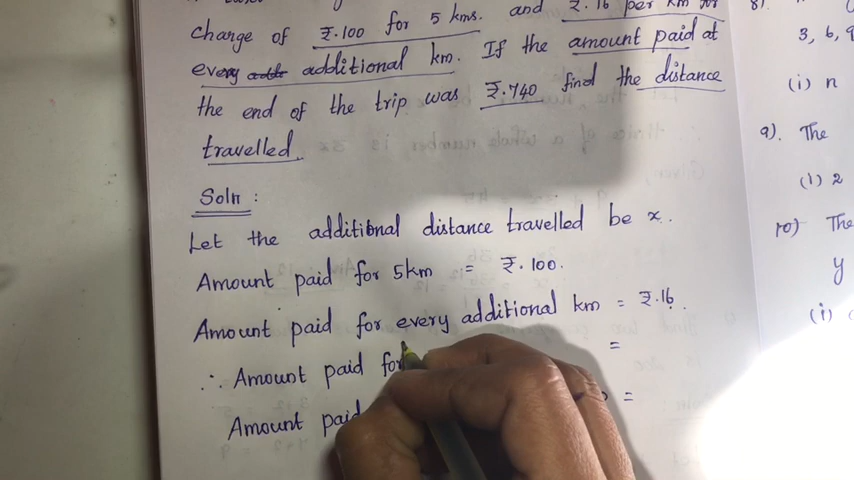 change of ₹.100 for 5 kms. and ₹.16 per km for
every additional km. If the amount paid at
the end of the trip was ₹.740 find the distance
travelled.
Soln :
Let the additional distance travelled be x.
Amount paid for 5km = ₹.100.
Amount paid for every additional km = ₹.16.
∴ Amount paid for =
Amount paid =
8).
3, 6, 9
(i) n
9). The
(i) 2
10) The
y
(i)